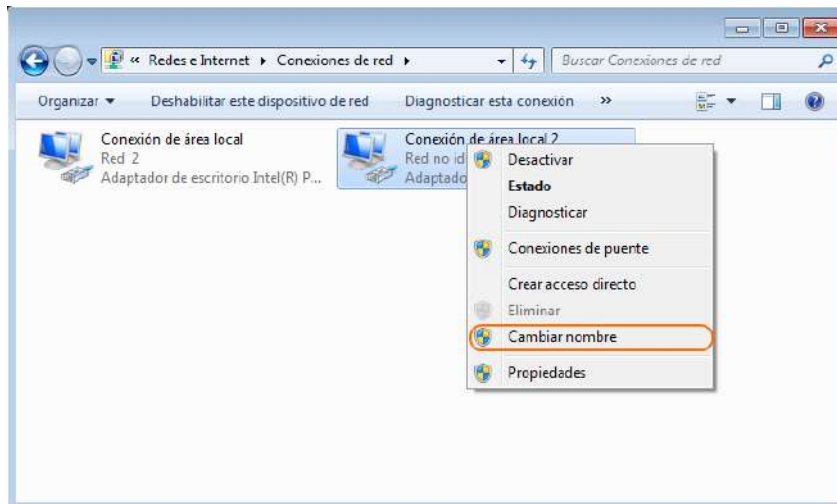 « Redes e Internet ▸ Conexiones de red ▸
Buscar Conexiones de red
Organizar
Deshabilitar este dispositivo de red
Diagnosticar esta conexión
»
Conexión de área local
Red 2
Adaptador de escritorio Intel(R) P...
Conexión de área local 2
Red no id
Adaptado
Desactivar
Estado
Diagnosticar
Conexiones de puente
Crear acceso directo
Eliminar
Cambiar nombre
Propiedades